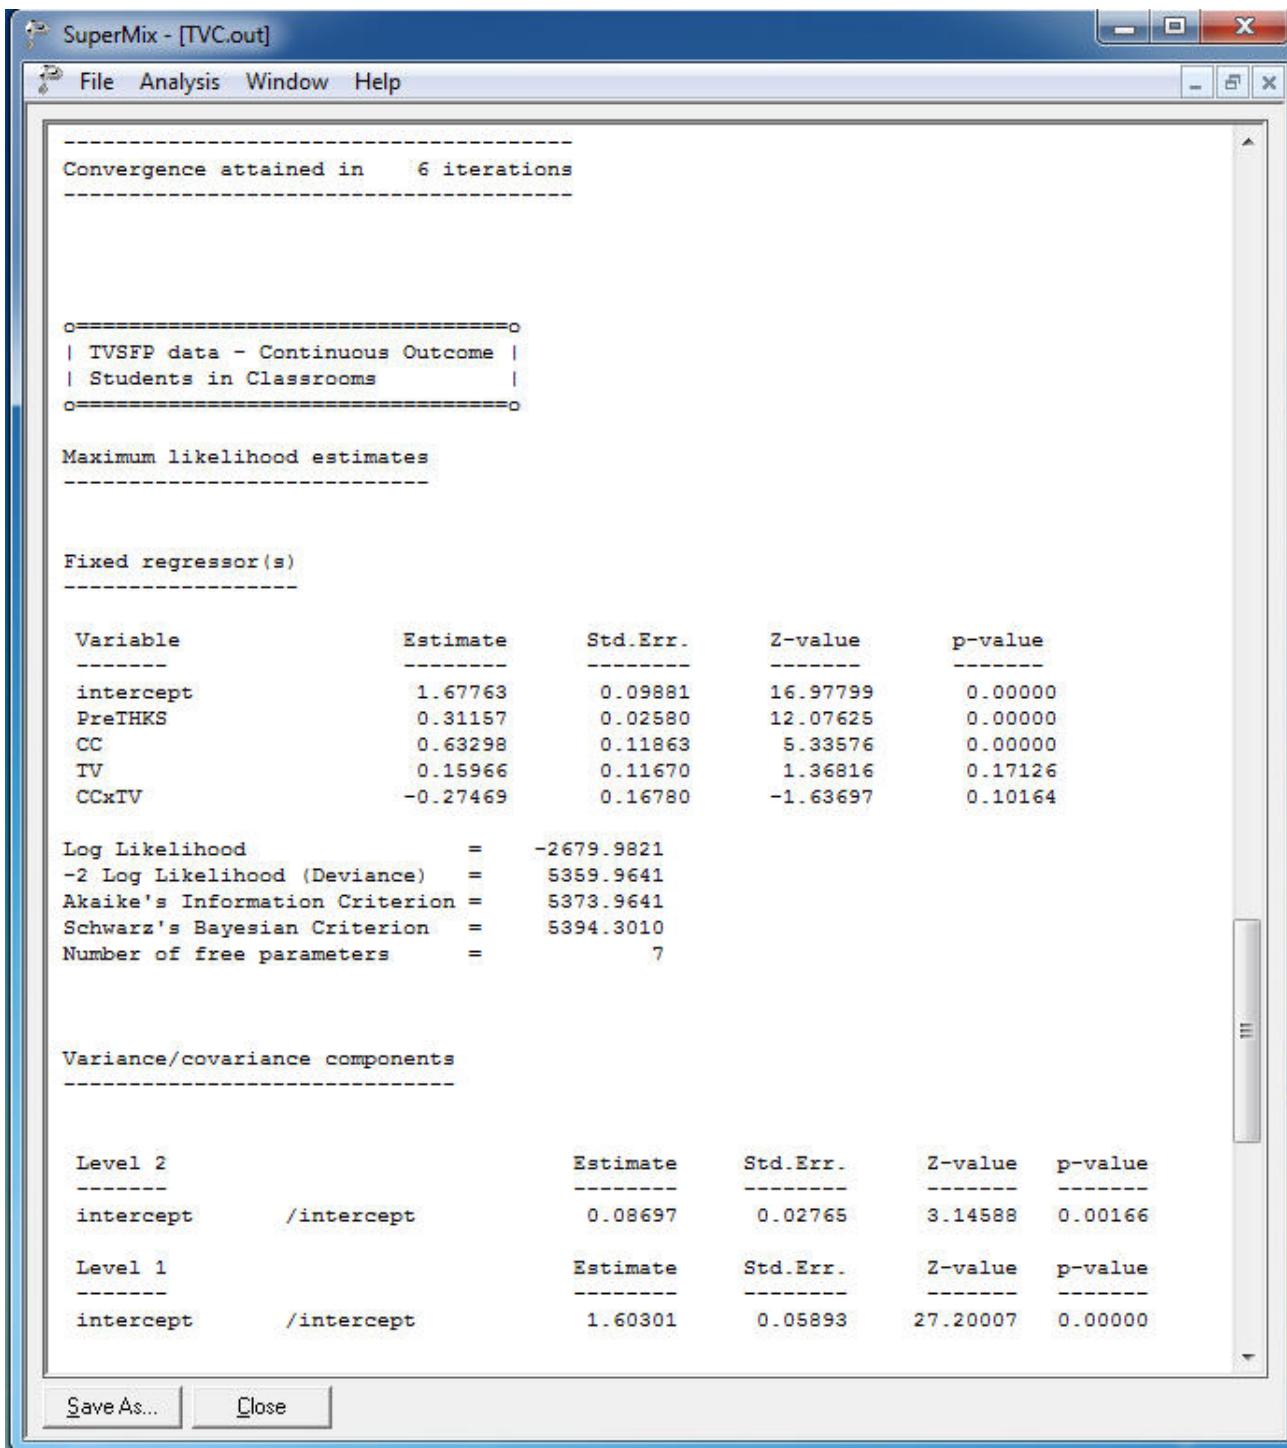 SuperMix - [TVC.out]
File Analysis Window Help
---------------------------------------
Convergence attained in    6 iterations
---------------------------------------
o=================================o
| TVSFP data - Continuous Outcome |
| Students in Classrooms          |
o=================================o
Maximum likelihood estimates
----------------------------
Fixed regressor(s)
------------------
Variable Estimate Std.Err. Z-value p-value
------- -------- -------- ------- -------
intercept 1.67763 0.09881 16.97799 0.00000
PreTHKS 0.31157 0.02580 12.07625 0.00000
CC 0.63298 0.11863 5.33576 0.00000
TV 0.15966 0.11670 1.36816 0.17126
CCxTV -0.27469 0.16780 -1.63697 0.10164
Log Likelihood = -2679.9821
-2 Log Likelihood (Deviance) = 5359.9641
Akaike's Information Criterion = 5373.9641
Schwarz's Bayesian Criterion = 5394.3010
Number of free parameters = 7
Variance/covariance components
------------------------------
Level 2 Estimate Std.Err. Z-value p-value
------- -------- -------- ------- -------
intercept /intercept 0.08697 0.02765 3.14588 0.00166
Level 1 Estimate Std.Err. Z-value p-value
------- -------- -------- ------- -------
intercept /intercept 1.60301 0.05893 27.20007 0.00000
Save As... Close